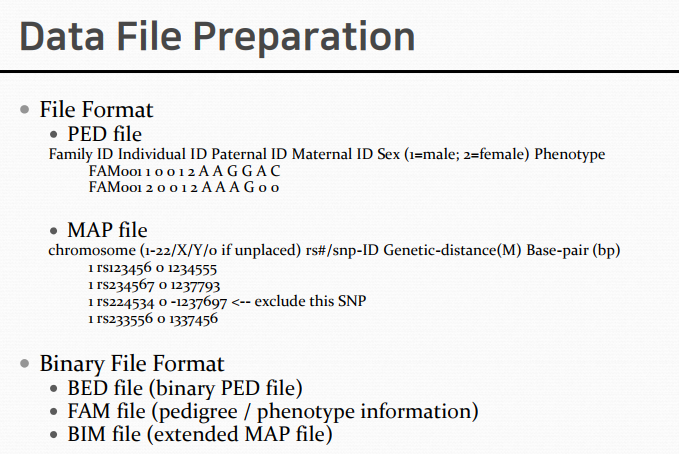 Data File Preparation
• File Format
• PED file
Family ID Individual ID Paternal ID Maternal ID Sex (1=male; 2=female) Phenotype
FAM001 1 0 0 1 2 A A G G A C
FAM001 2 0 0 1 2 A A A G 0 0
• MAP file
chromosome (1-22/X/Y/0 if unplaced) rs#/snp-ID Genetic-distance(M) Base-pair (bp)
1 rs123456 0 1234555
1 rs234567 0 1237793
1 rs224534 0 -1237697 <-- exclude this SNP
1 rs233556 0 1337456
• Binary File Format
• BED file (binary PED file)
• FAM file (pedigree / phenotype information)
• BIM file (extended MAP file)